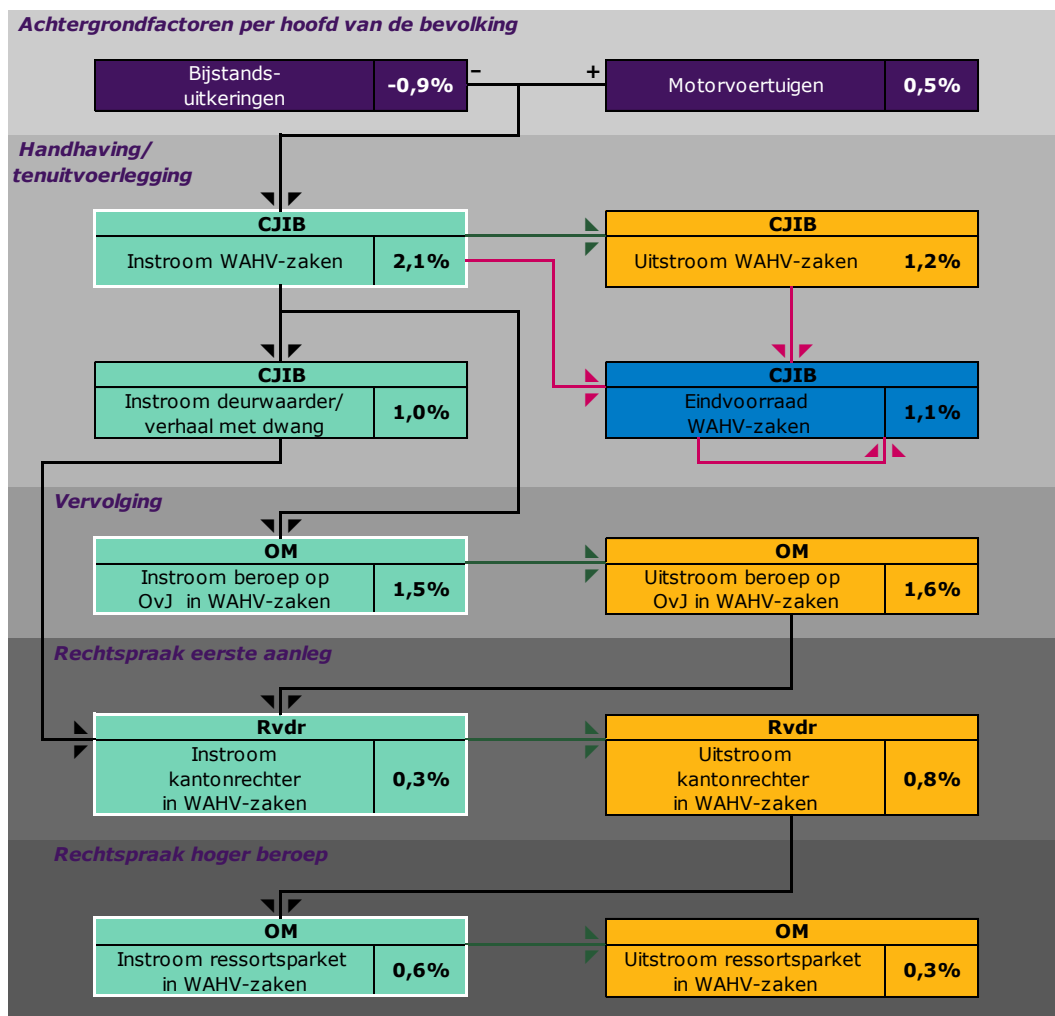 Achtergrondfactoren per hoofd van de bevolking
Bijstands-
uitkeringen
-0,9%
–
+
Motorvoertuigen
0,5%
Handhaving/
tenuitvoerlegging
CJIB
Instroom WAHV-zaken
2,1%
CJIB
Uitstroom WAHV-zaken
1,2%
CJIB
Instroom deurwaarder/
verhaal met dwang
1,0%
CJIB
Eindvoorraad
WAHV-zaken
1,1%
Vervolging
OM
Instroom beroep op
OvJ in WAHV-zaken
1,5%
OM
Uitstroom beroep op
OvJ in WAHV-zaken
1,6%
Rechtspraak eerste aanleg
Rvdr
Instroom
kantonrechter
in WAHV-zaken
0,3%
Rvdr
Uitstroom
kantonrechter
in WAHV-zaken
0,8%
Rechtspraak hoger beroep
OM
Instroom ressortsparket
in WAHV-zaken
0,6%
OM
Uitstroom ressortsparket
in WAHV-zaken
0,3%